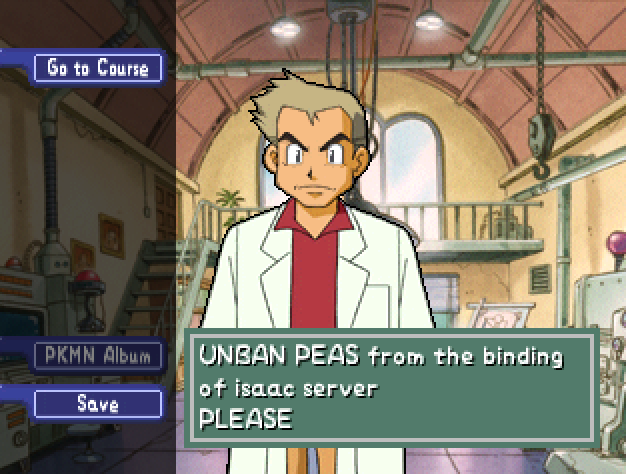 Go to Course
PKMN Album
Save
UNBAN PEAS from the binding
of isaac server
PLEASE